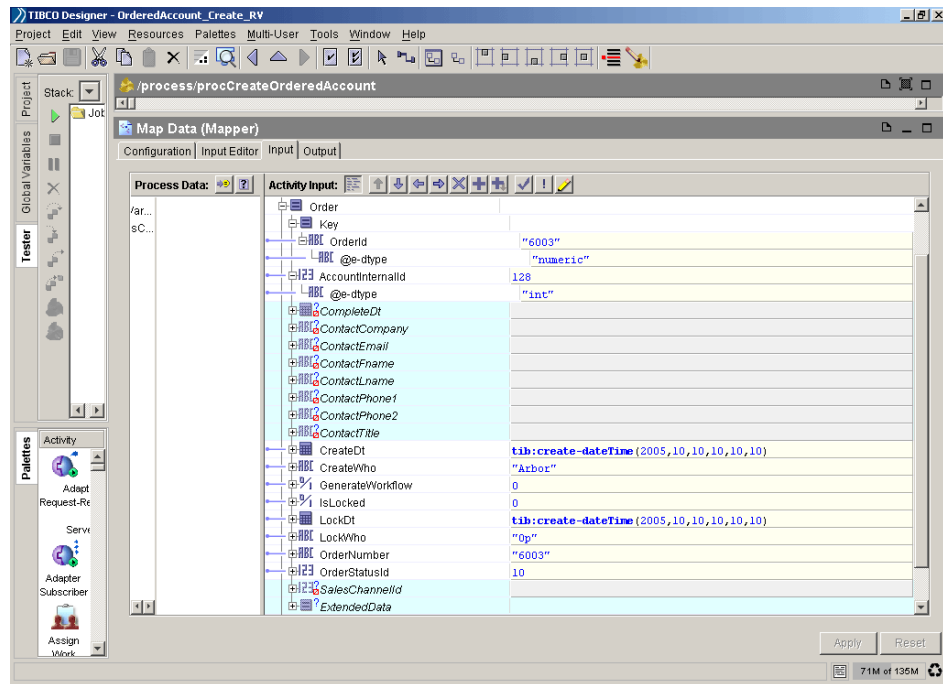 TIBCO Designer - OrderedAccount_Create_RV
Project Edit View Resources Palettes Multi-User Tools Window Help
Project
Global Variables
Tester
Stack:
Job
/process/procCreateOrderedAccount
Map Data (Mapper)
Configuration Input Editor Input Output
Process Data:
Activity Input:
/ar...
sC...
Order
Key
OrderId "6003"
@e-dtype "numeric"
AccountInternalId 128
@e-dtype "int"
CompleteDt
ContactCompany
ContactEmail
ContactFname
ContactLname
ContactPhone1
ContactPhone2
ContactTitle
CreateDt tib:create-dateTime(2005,10,10,10,10,10)
CreateWho "Arbor"
GenerateWorkflow 0
IsLocked 0
LockDt tib:create-dateTime(2005,10,10,10,10,10)
LockWho "Op"
OrderNumber "6003"
OrderStatusId 10
SalesChannelId
ExtendedData
Palettes
Activity
Adapt
Request-Re
Serve
Adapter
Subscriber
Assign
Work
Apply Reset
71M of 135M